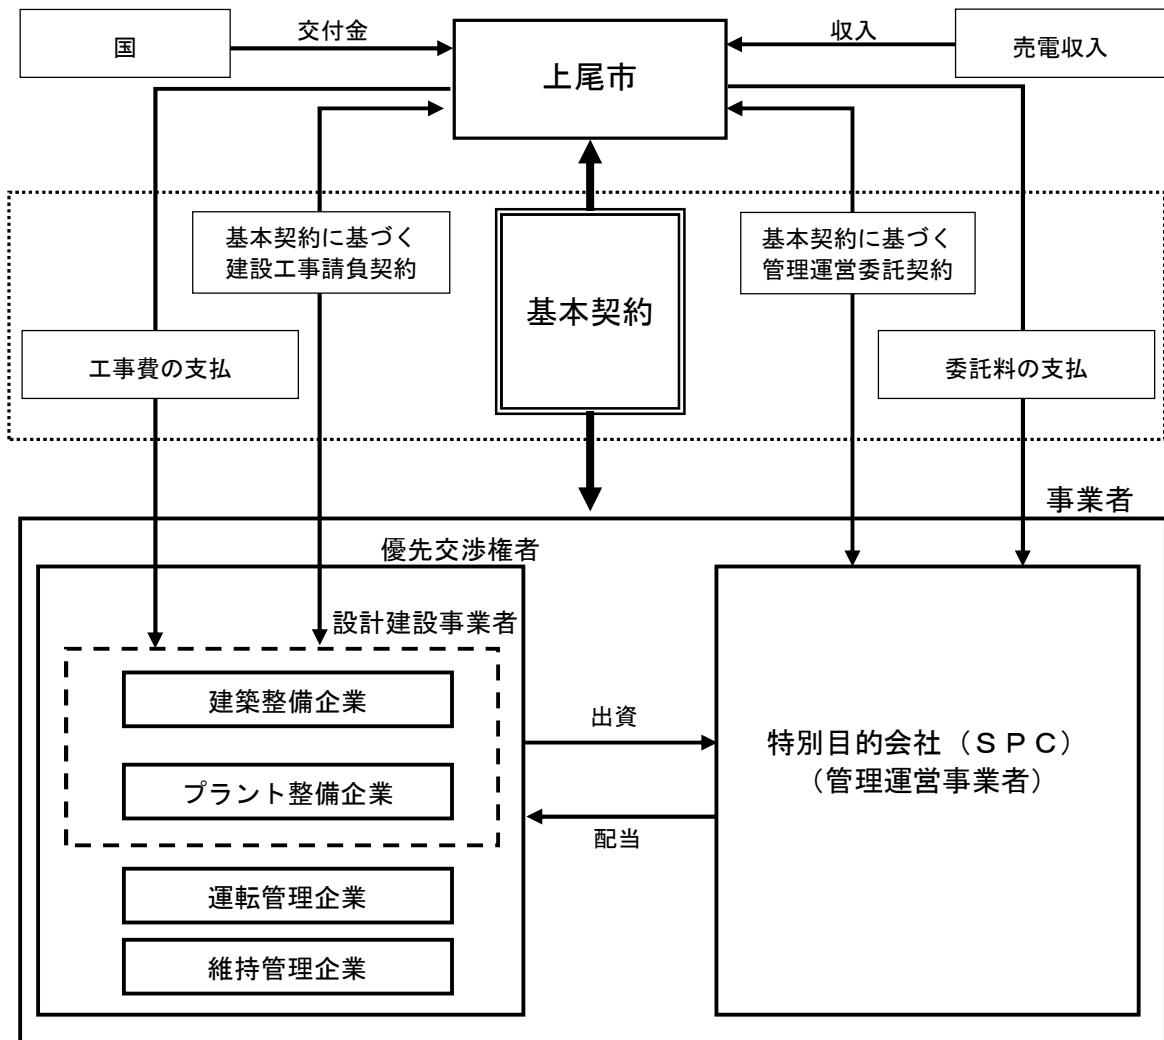 国
交付金
上尾市
収入
売電収入
基本契約に基づく
建設工事請負契約
基本契約
基本契約に基づく
管理運営委託契約
工事費の支払
委託料の支払
事業者
優先交渉権者
設計建設事業者
建築整備企業
プラント整備企業
運転管理企業
維持管理企業
出資
配当
特別目的会社（ＳＰＣ）
（管理運営事業者）